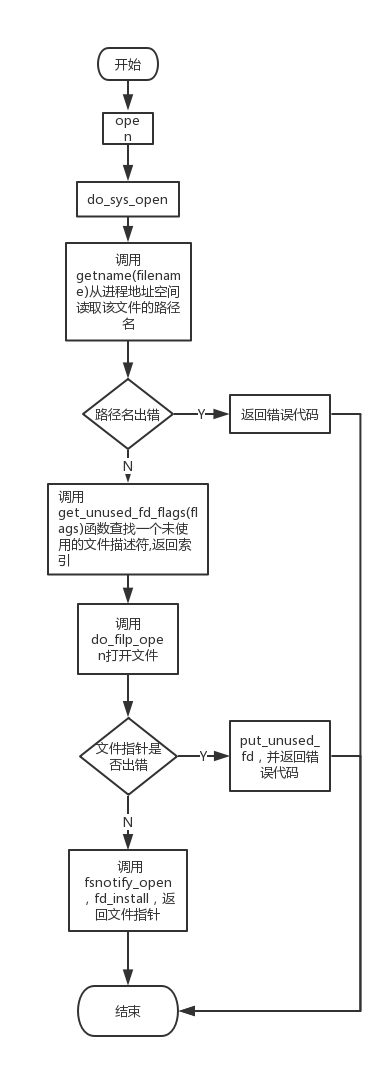 开始
ope
n
do_sys_open
调用
getname(filenam
e)从进程地址空间
读取该文件的路径
名
路径名出错
Y
返回错误代码
N
调用
get_unused_fd_flags(fl
ags)函数查找一个未使
用的文件描述符,返回索
引
调用
do_filp_ope
n打开文件
文件指针是
否出错
Y
put_unused_
fd，并返回错
误代码
N
调用
fsnotify_open
，fd_install，返
回文件指针
结束